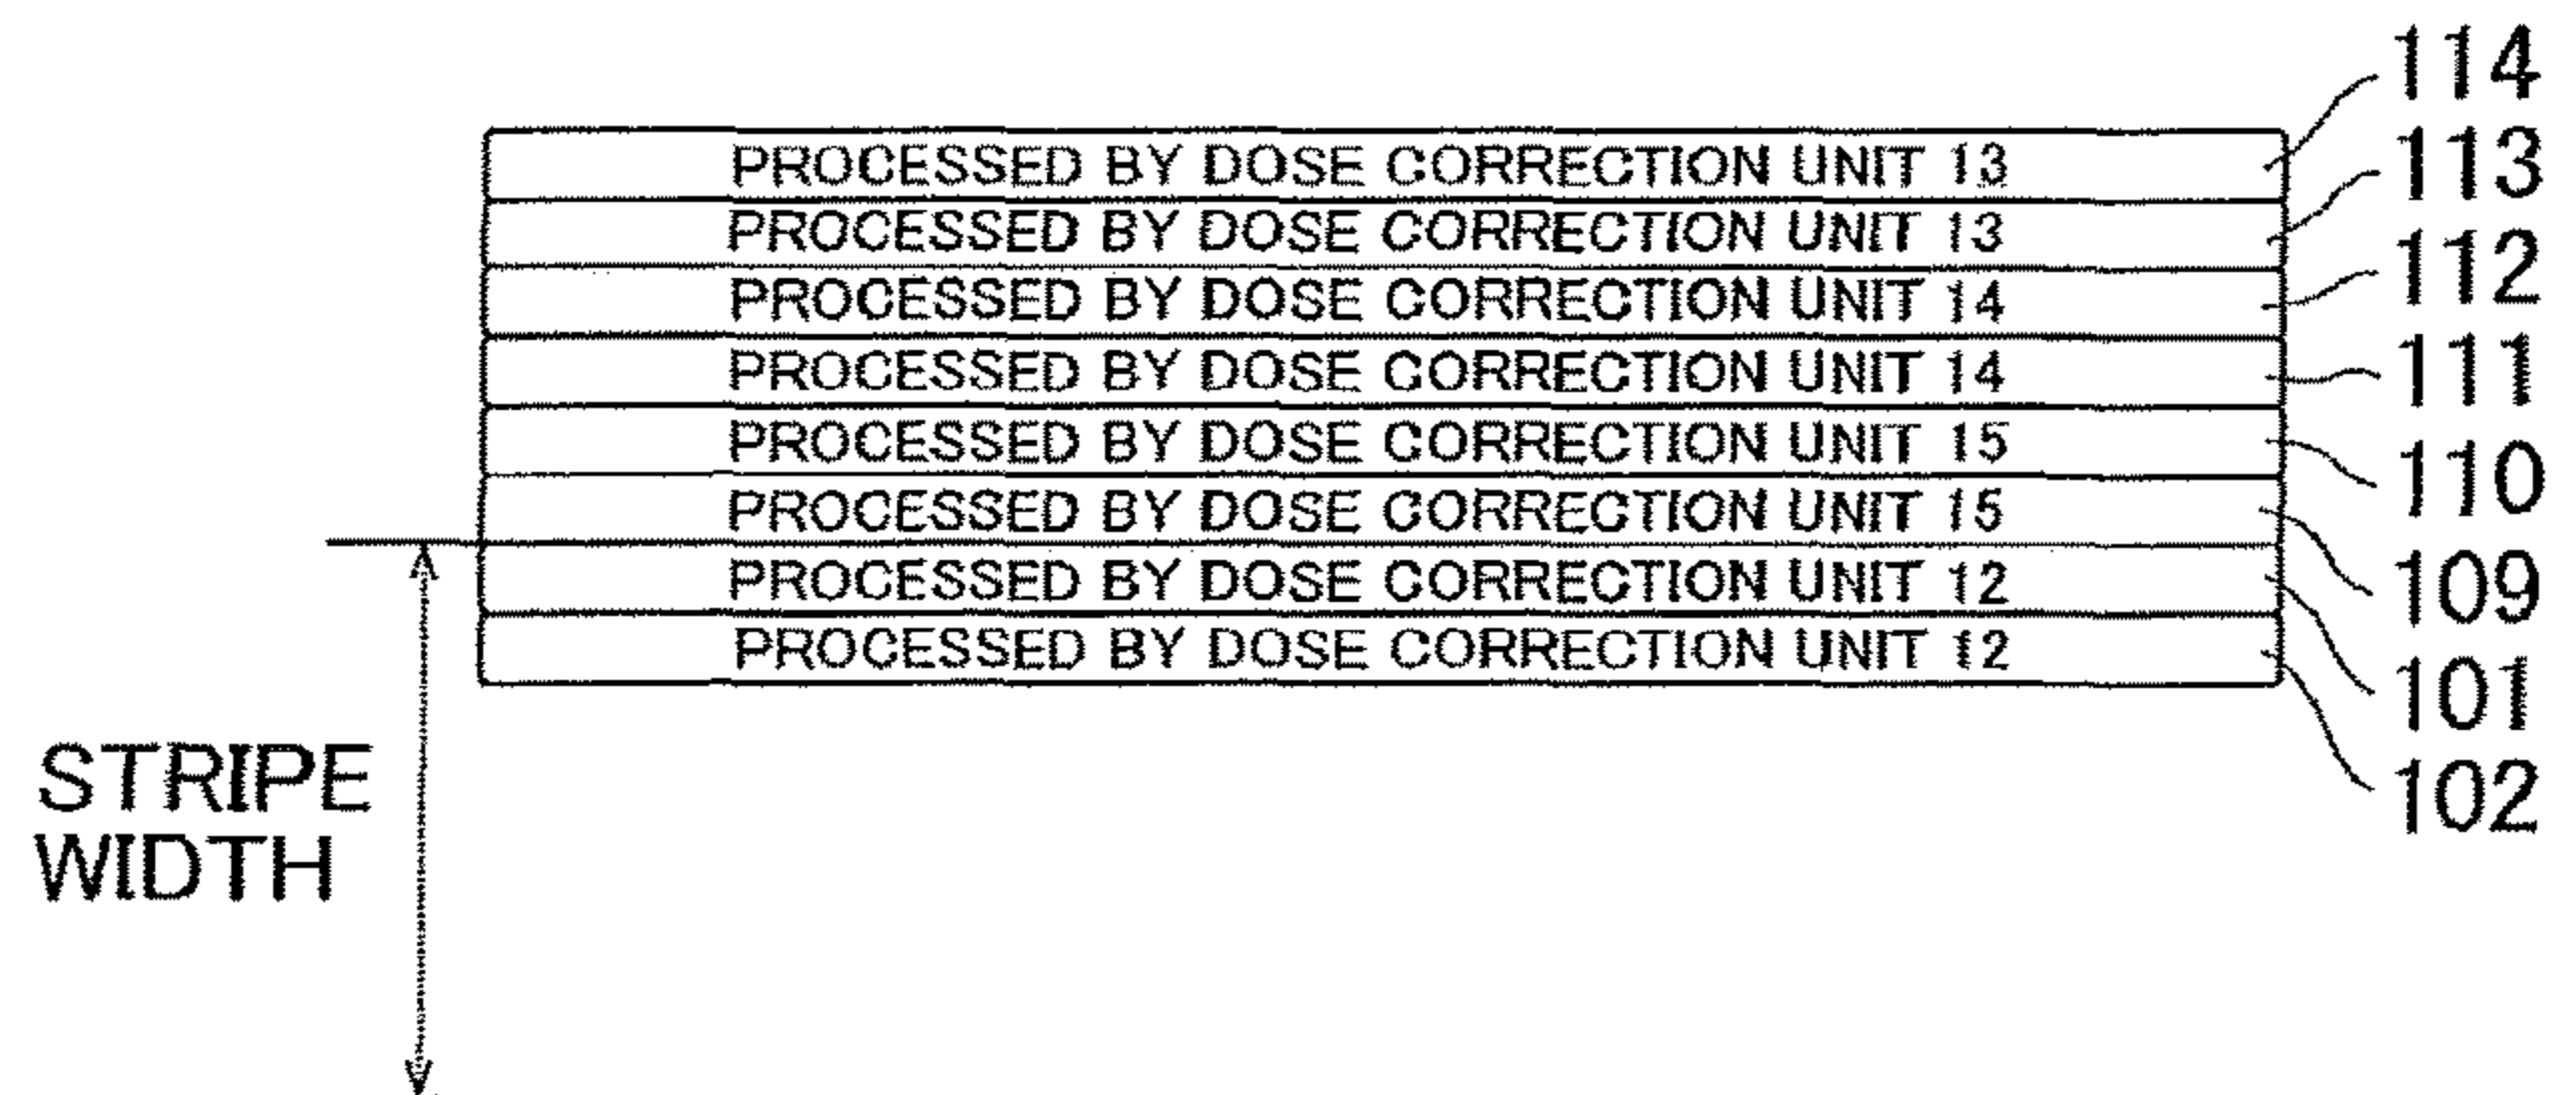 PROCESSED BY DOSE CORRECTION UNIT 13 114
PROCESSED BY DOSE CORRECTION UNIT 13 113
PROCESSED BY DOSE CORRECTION UNIT 14 112
PROCESSED BY DOSE CORRECTION UNIT 14 111
PROCESSED BY DOSE CORRECTION UNIT 15 110
PROCESSED BY DOSE CORRECTION UNIT 15 109
PROCESSED BY DOSE CORRECTION UNIT 12 101
PROCESSED BY DOSE CORRECTION UNIT 12 102
STRIPE
WIDTH